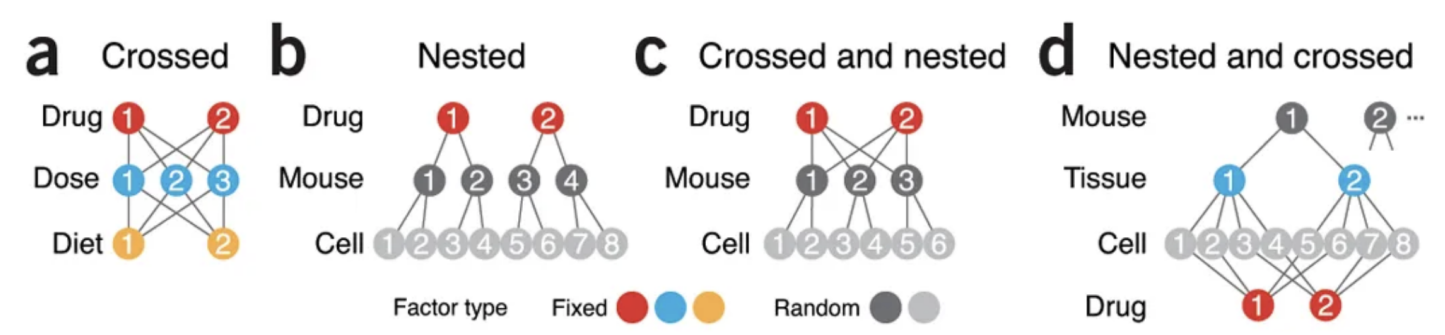 a Crossed
Drug 1 2
Dose 1 2 3
Diet 1 2
b Nested
Drug 1 2
Mouse 1 2 3 4
Cell 1 2 3 4 5 6 7 8
c Crossed and nested
Drug 1 2
Mouse 1 2 3
Cell 1 2 3 4 5 6
d Nested and crossed
Mouse 1 2 ...
Tissue 1 2
Cell 1 2 3 4 5 6 7 8
Drug 1 2
Factor type Fixed Random